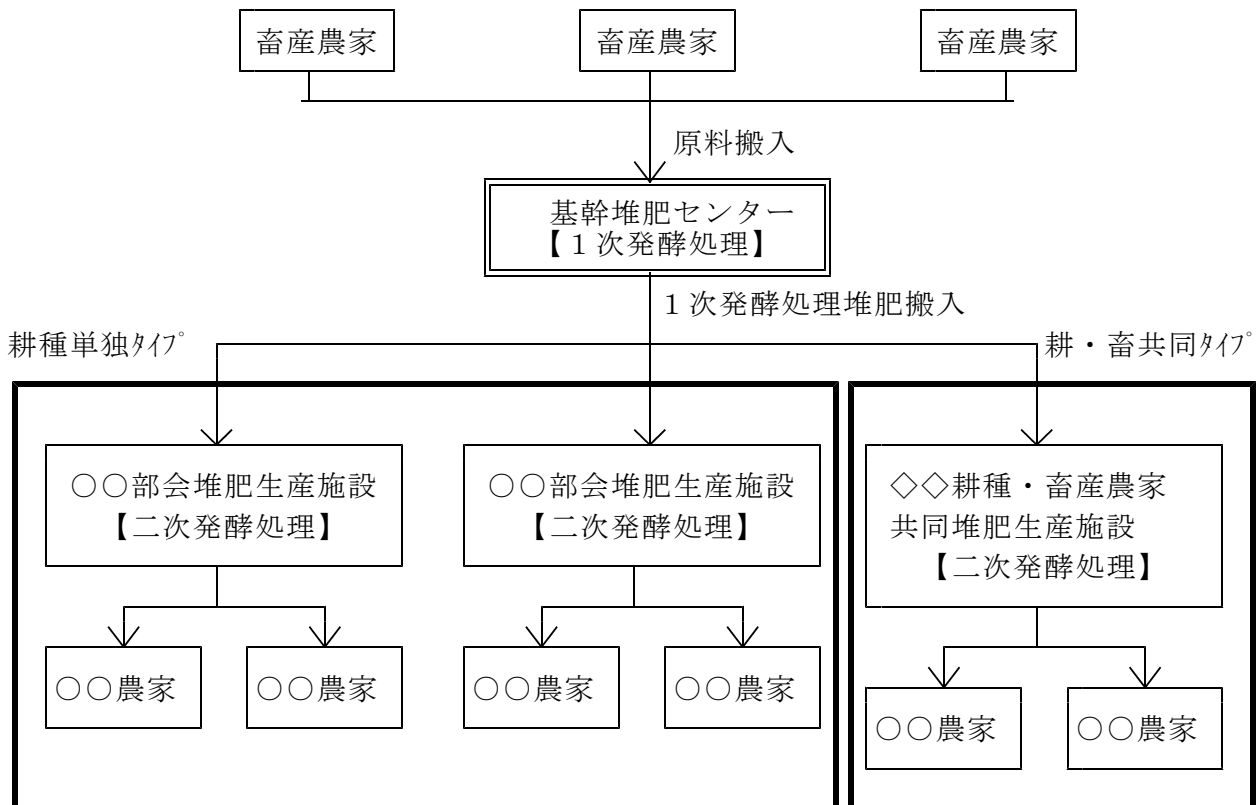 畜産農家
畜産農家
畜産農家
原料搬入
基幹堆肥センター
【１次発酵処理】
１次発酵処理堆肥搬入
耕種単独ﾀｲﾌﾟ
耕・畜共同ﾀｲﾌﾟ
○○部会堆肥生産施設
【二次発酵処理】
○○部会堆肥生産施設
【二次発酵処理】
◇◇耕種・畜産農家
共同堆肥生産施設
【二次発酵処理】
○○農家
○○農家
○○農家
○○農家
○○農家
○○農家